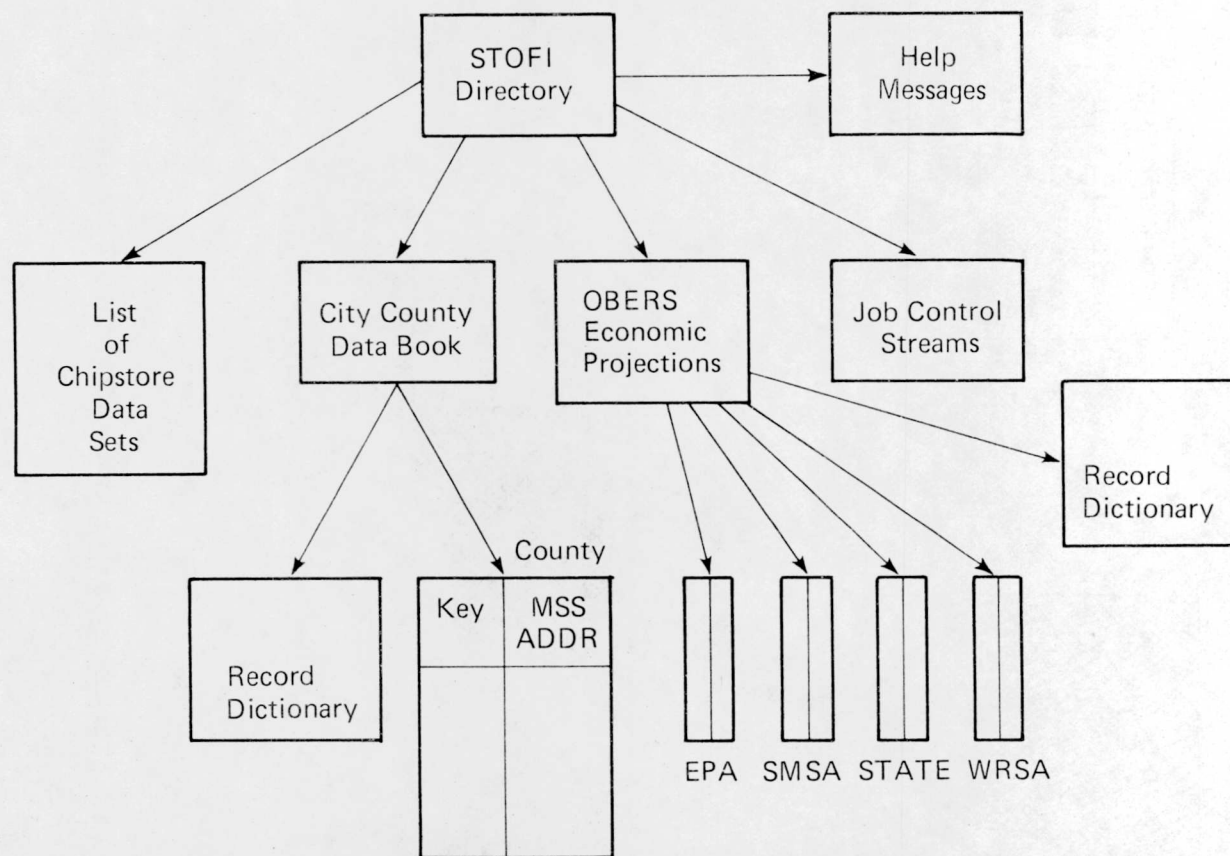 STOFI
Directory
Help
Messages
List
of
Chipstore
Data
Sets
City County
Data Book
OBERS
Economic
Projections
Job Control
Streams
Record
Dictionary
County
Key
MSS
ADDR
Record
Dictionary
EPA
SMSA
STATE
WRSA